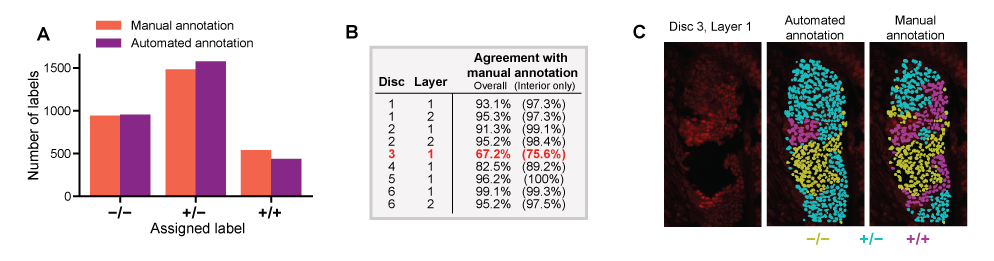 A
Manual annotation
Automated annotation
Number of labels
1500
1000
500
0
−/−
+/−
+/+
Assigned label
B
Agreement with
Disc Layer manual annotation
Overall (Interior only)
1 1 93.1% (97.3%)
1 2 95.3% (97.3%)
2 1 91.3% (99.1%)
2 2 95.2% (98.4%)
3 1 67.2% (75.6%)
4 1 82.5% (89.2%)
5 1 96.2% (100%)
6 1 99.1% (99.3%)
6 2 95.2% (97.5%)
C
Disc 3, Layer 1
Automated
annotation
Manual
annotation
−/− +/− +/+